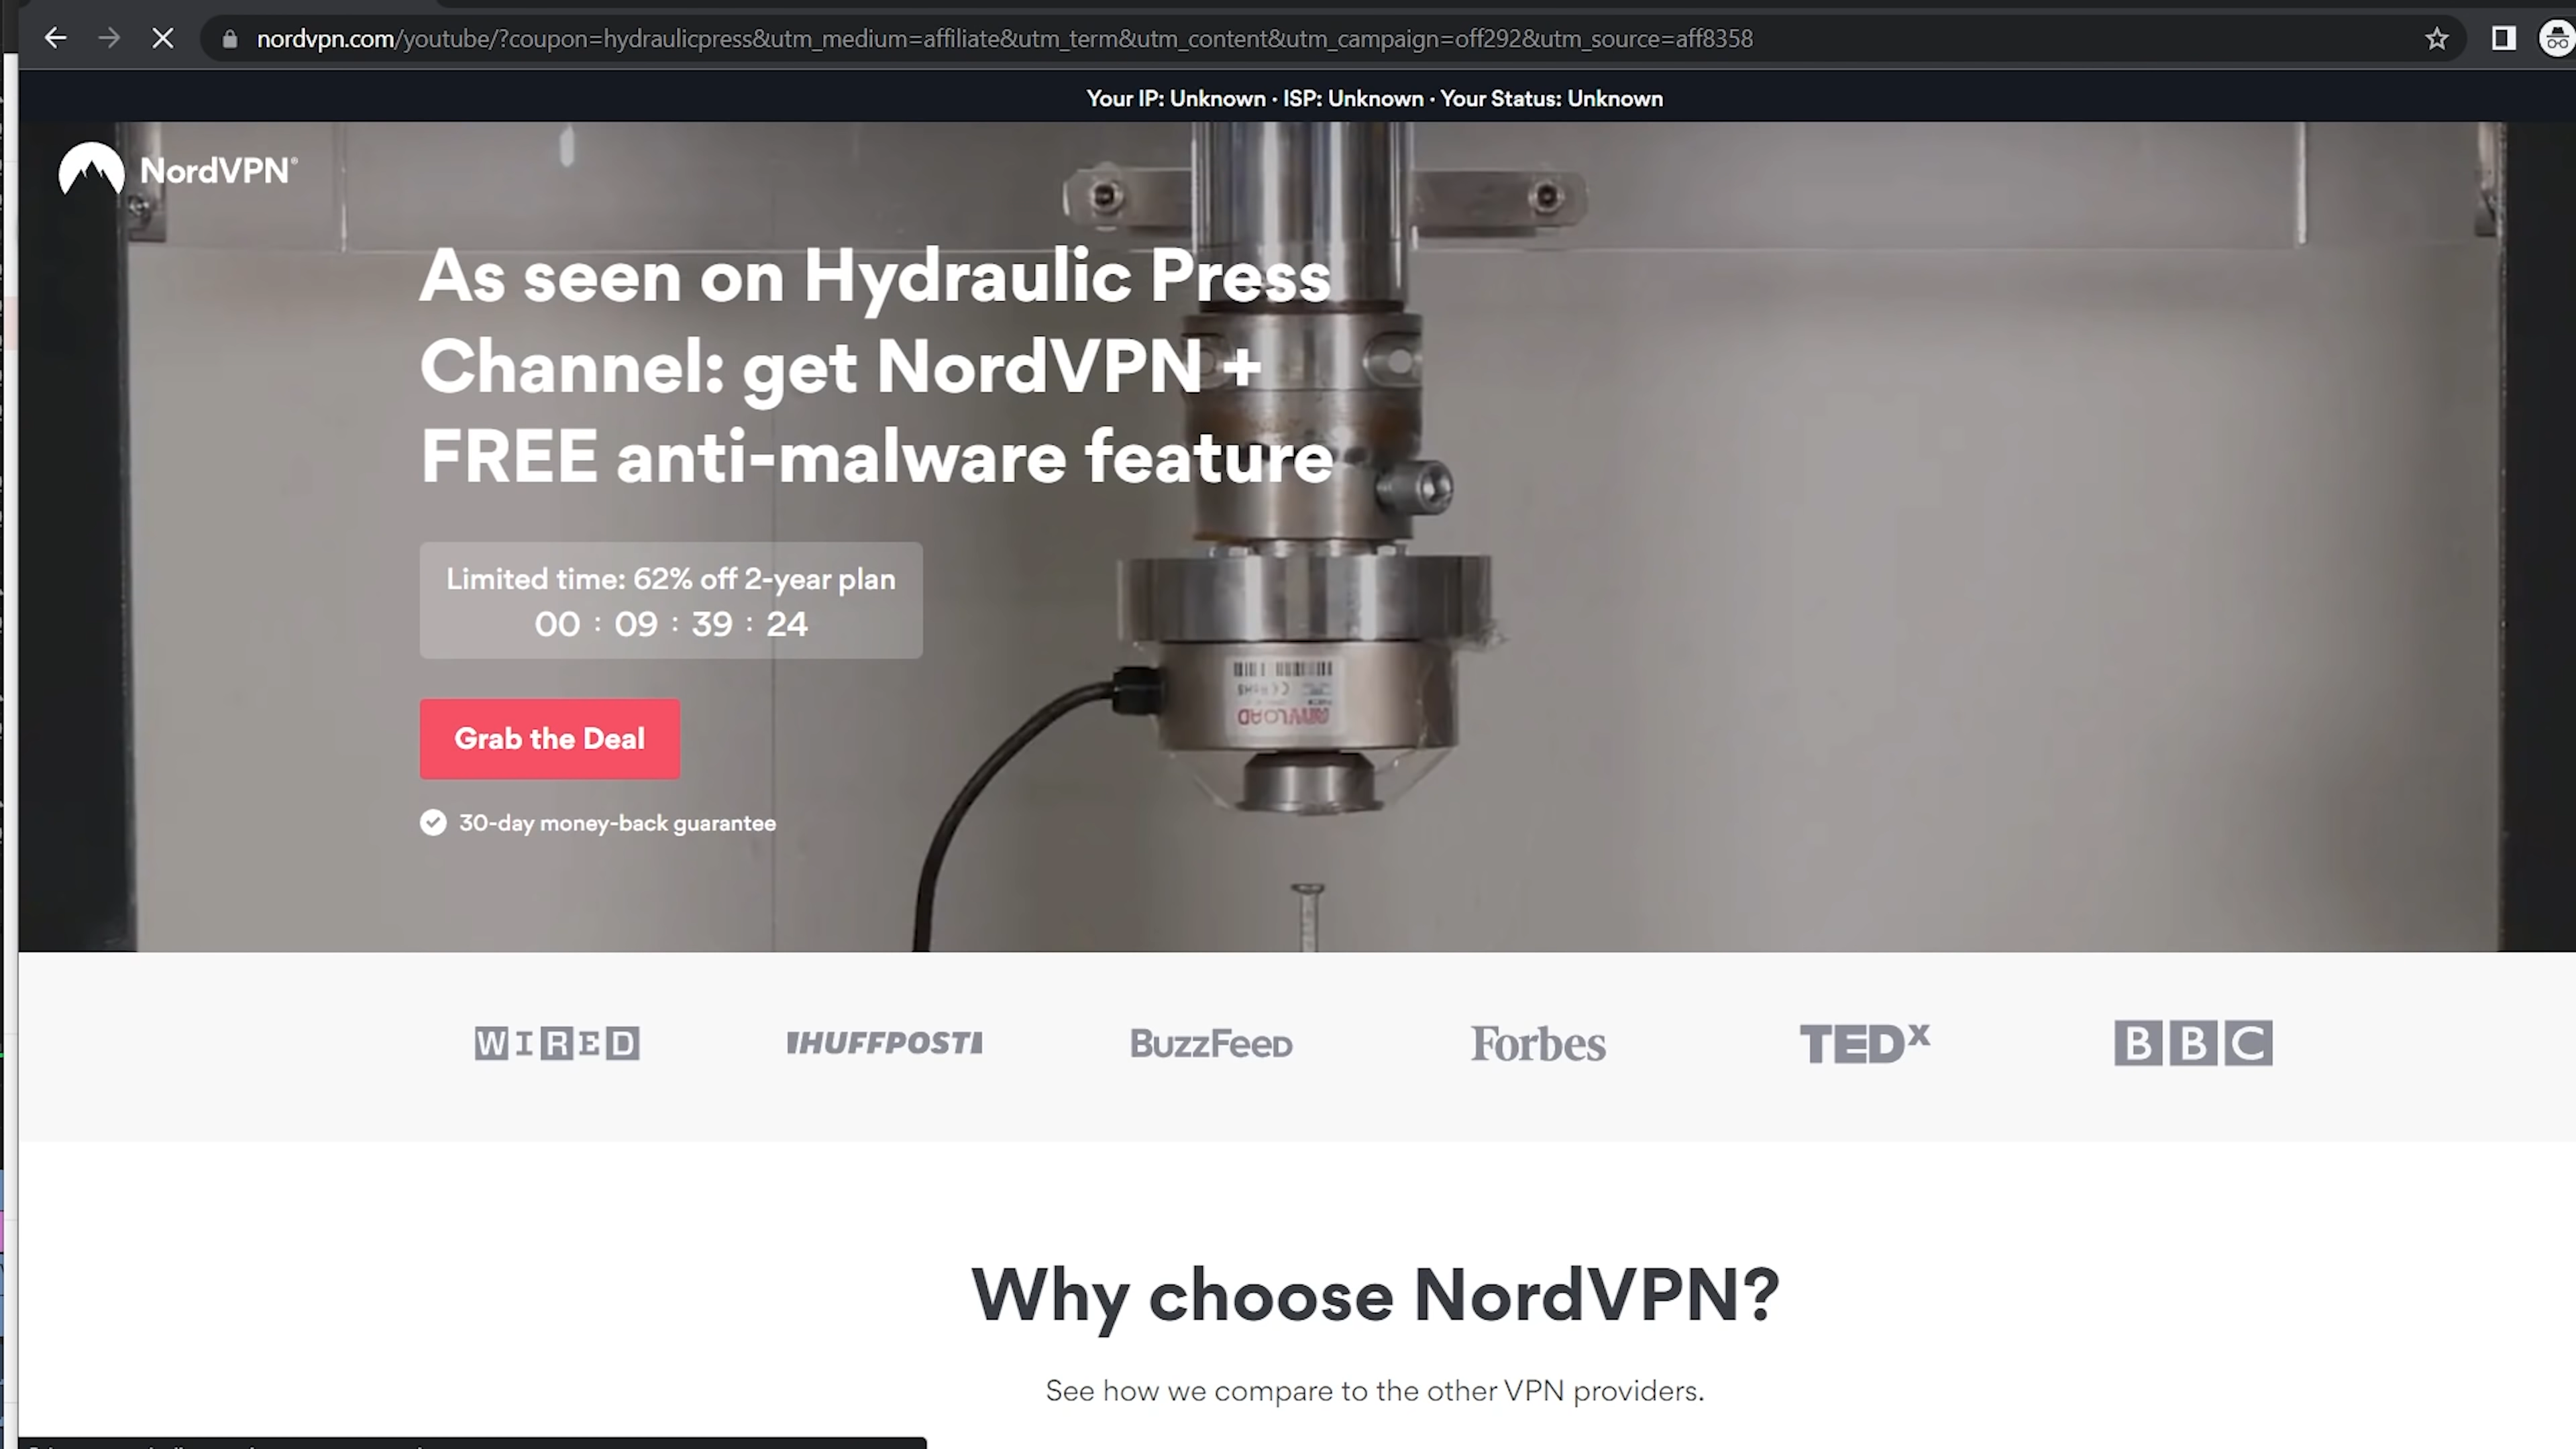 nordvpn.com/youtube/?coupon=hydraulicpress&utm_medium=affiliate&utm_term&utm_content&utm_campaign=off292&utm_source=aff8358
Your IP: Unknown · ISP: Unknown · Your Status: Unknown
NordVPN®
As seen on Hydraulic Press
Channel: get NordVPN +
FREE anti-malware feature
Limited time: 62% off 2-year plan
00 : 09 : 39 : 24
ANYLOAD
Grab the Deal
30-day money-back guarantee
WIRED
HUFFPOST
BuzzFeed
Forbes
TEDx
BBC
Why choose NordVPN?
See how we compare to the other VPN providers.